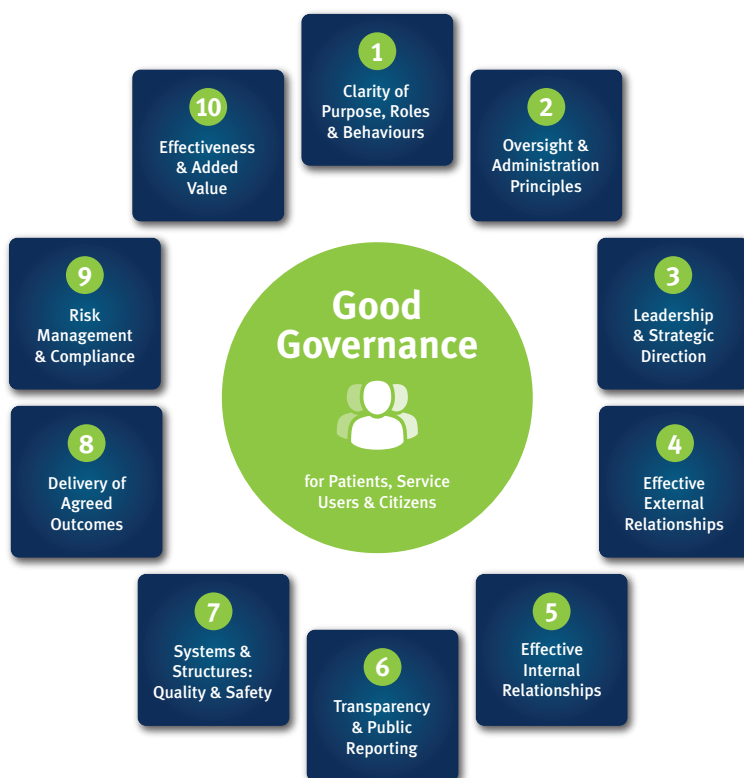 1
Clarity of
Purpose, Roles
& Behaviours
2
Oversight &
Administration
Principles
3
Leadership
& Strategic
Direction
4
Effective
External
Relationships
5
Effective
Internal
Relationships
6
Transparency
& Public
Reporting
7
Systems &
Structures:
Quality & Safety
8
Delivery of
Agreed
Outcomes
9
Risk
Management
& Compliance
10
Effectiveness
& Added
Value
Good
Governance
for Patients, Service
Users & Citizens